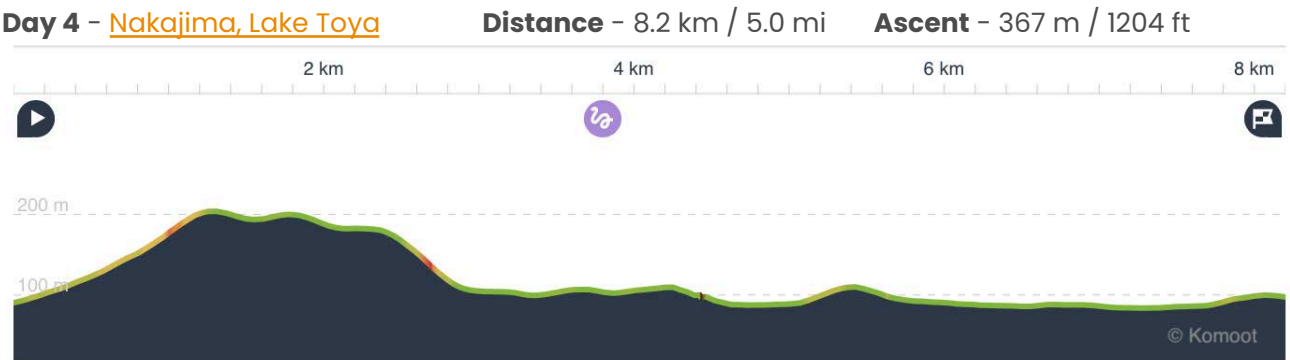 Day 4 - Nakajima, Lake Toya Distance - 8.2 km / 5.0 mi Ascent - 367 m / 1204 ft
2 km 4 km 6 km 8 km
200 m
100 m
© Komoot